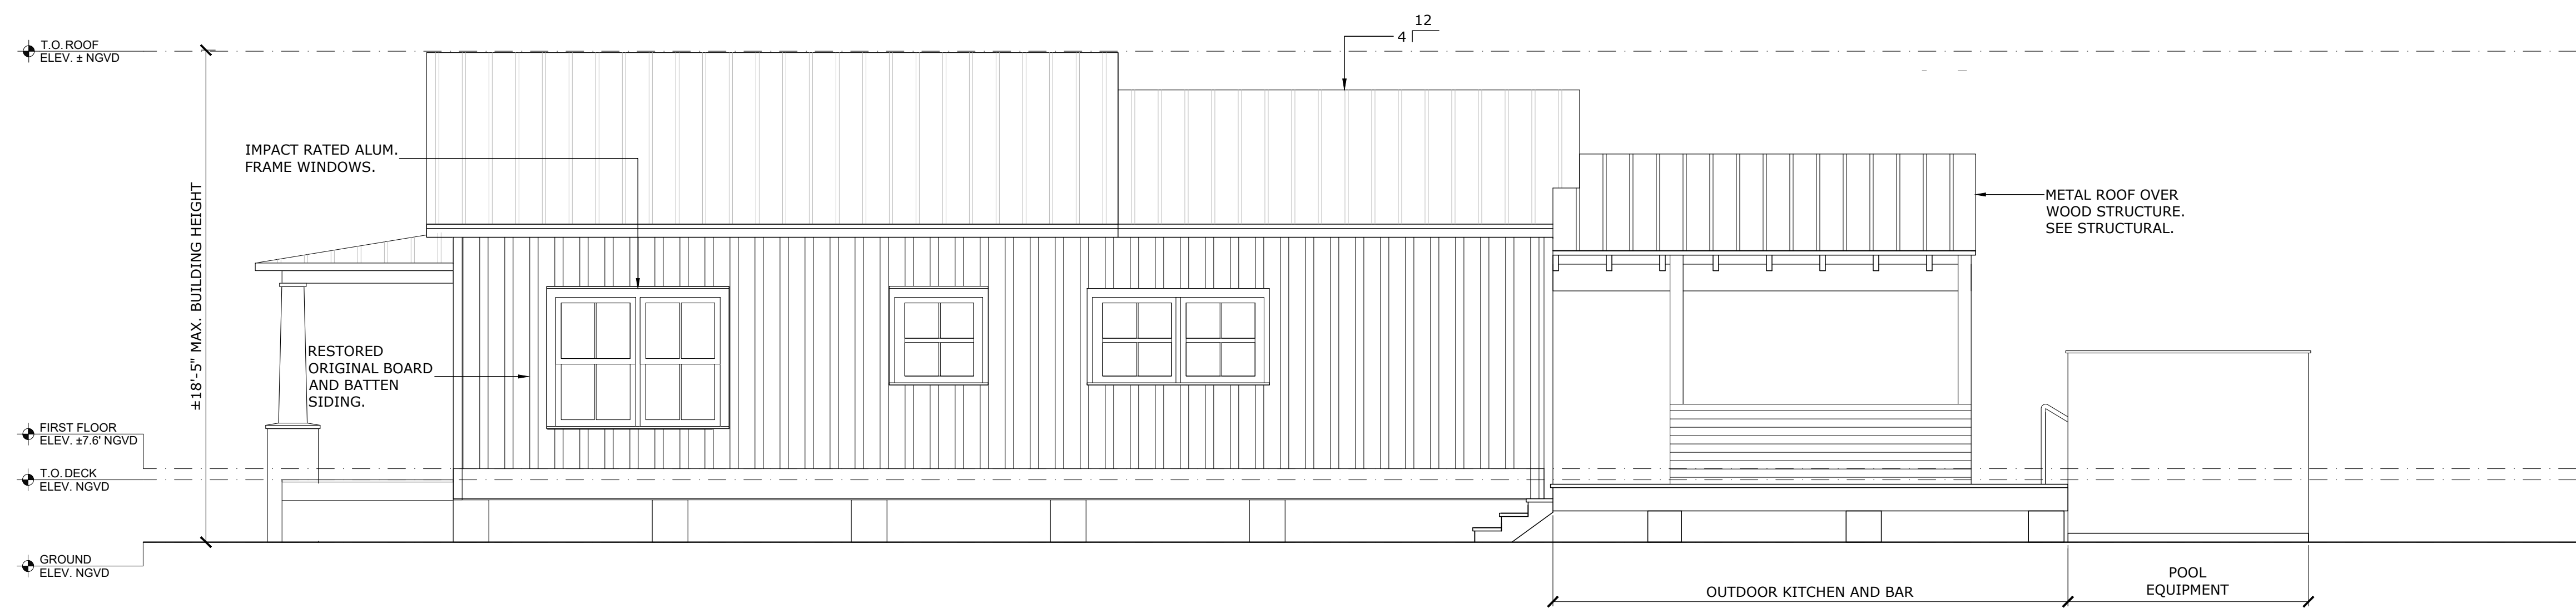 12
4
T.O. ROOF
ELEV. ± NGVD
IMPACT RATED ALUM.
FRAME WINDOWS.
±18'-5" MAX. BUILDING HEIGHT
METAL ROOF OVER
WOOD STRUCTURE.
SEE STRUCTURAL.
RESTORED
ORIGINAL BOARD
AND BATTEN
SIDING.
FIRST FLOOR
ELEV. ±7.6' NGVD
T.O. DECK
ELEV. NGVD
GROUND
ELEV. NGVD
OUTDOOR KITCHEN AND BAR
POOL
EQUIPMENT